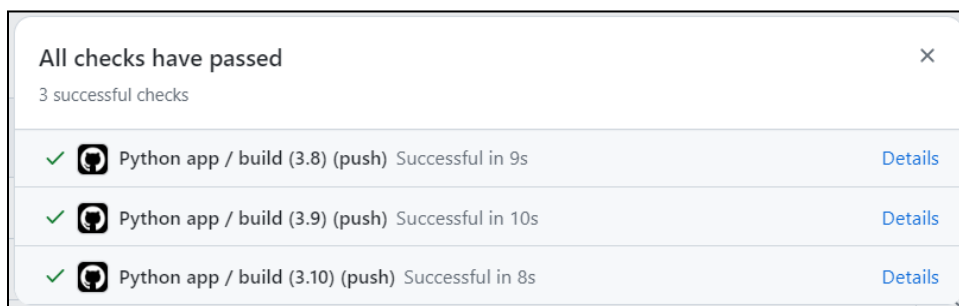 All checks have passed
3 successful checks
Python app / build (3.8) (push) Successful in 9s Details
Python app / build (3.9) (push) Successful in 10s Details
Python app / build (3.10) (push) Successful in 8s Details